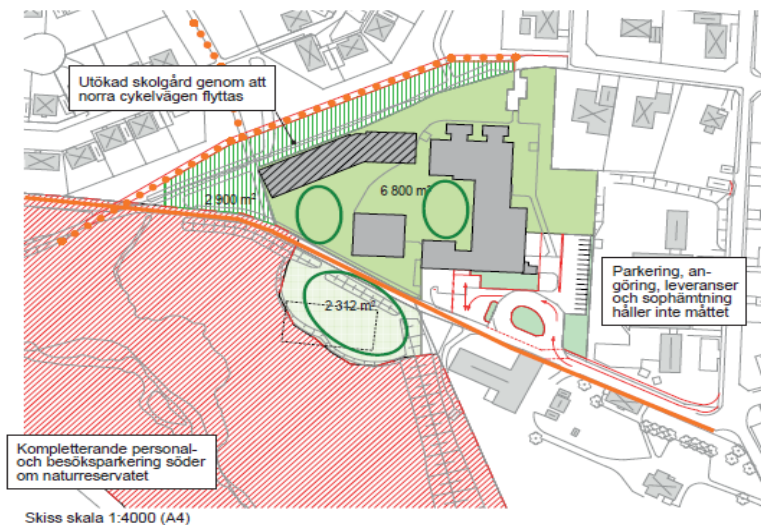 Utökad skolgård genom att
norra cykelvägen flyttas
2 900 m²
6 800 m²
2 312 m²
Parkering, an-
göring, leveranser
och sophämtning
håller inte måttet
Kompletterande personal-
och besöksparkering söder
om naturreservatet
Skiss skala 1:4000 (A4)